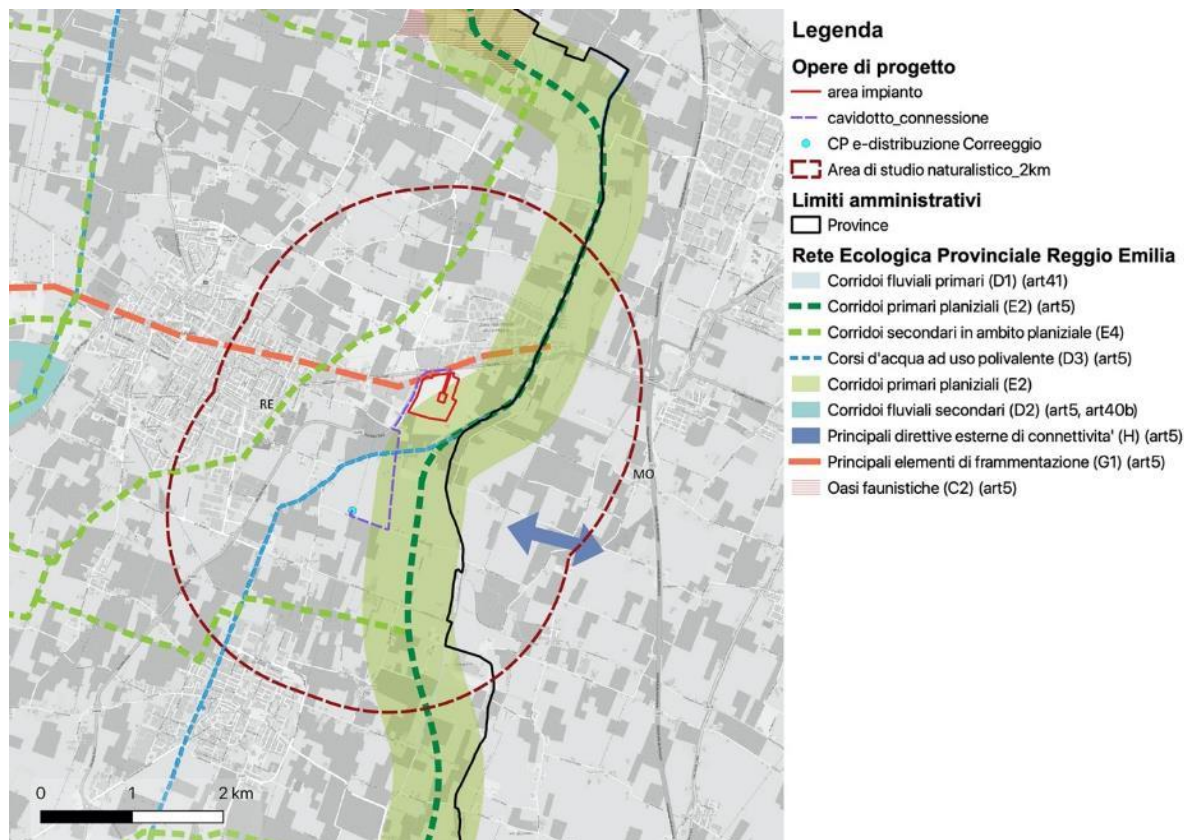 RE
MO
0 1 2 km
Legenda
Opere di progetto
area impianto
cavidotto_connessione
CP e-distribuzione Correeggio
Area di studio naturalistico_2km
Limiti amministrativi
Province
Rete Ecologica Provinciale Reggio Emilia
Corridoi fluviali primari (D1) (art41)
Corridoi primari planiziali (E2) (art5)
Corridoi secondari in ambito planiziale (E4)
Corsi d'acqua ad uso polivalente (D3) (art5)
Corridoi primari planiziali (E2)
Corridoi fluviali secondari (D2) (art5, art40b)
Principali direttive esterne di connettivita' (H) (art5)
Principali elementi di frammentazione (G1) (art5)
Oasi faunistiche (C2) (art5)